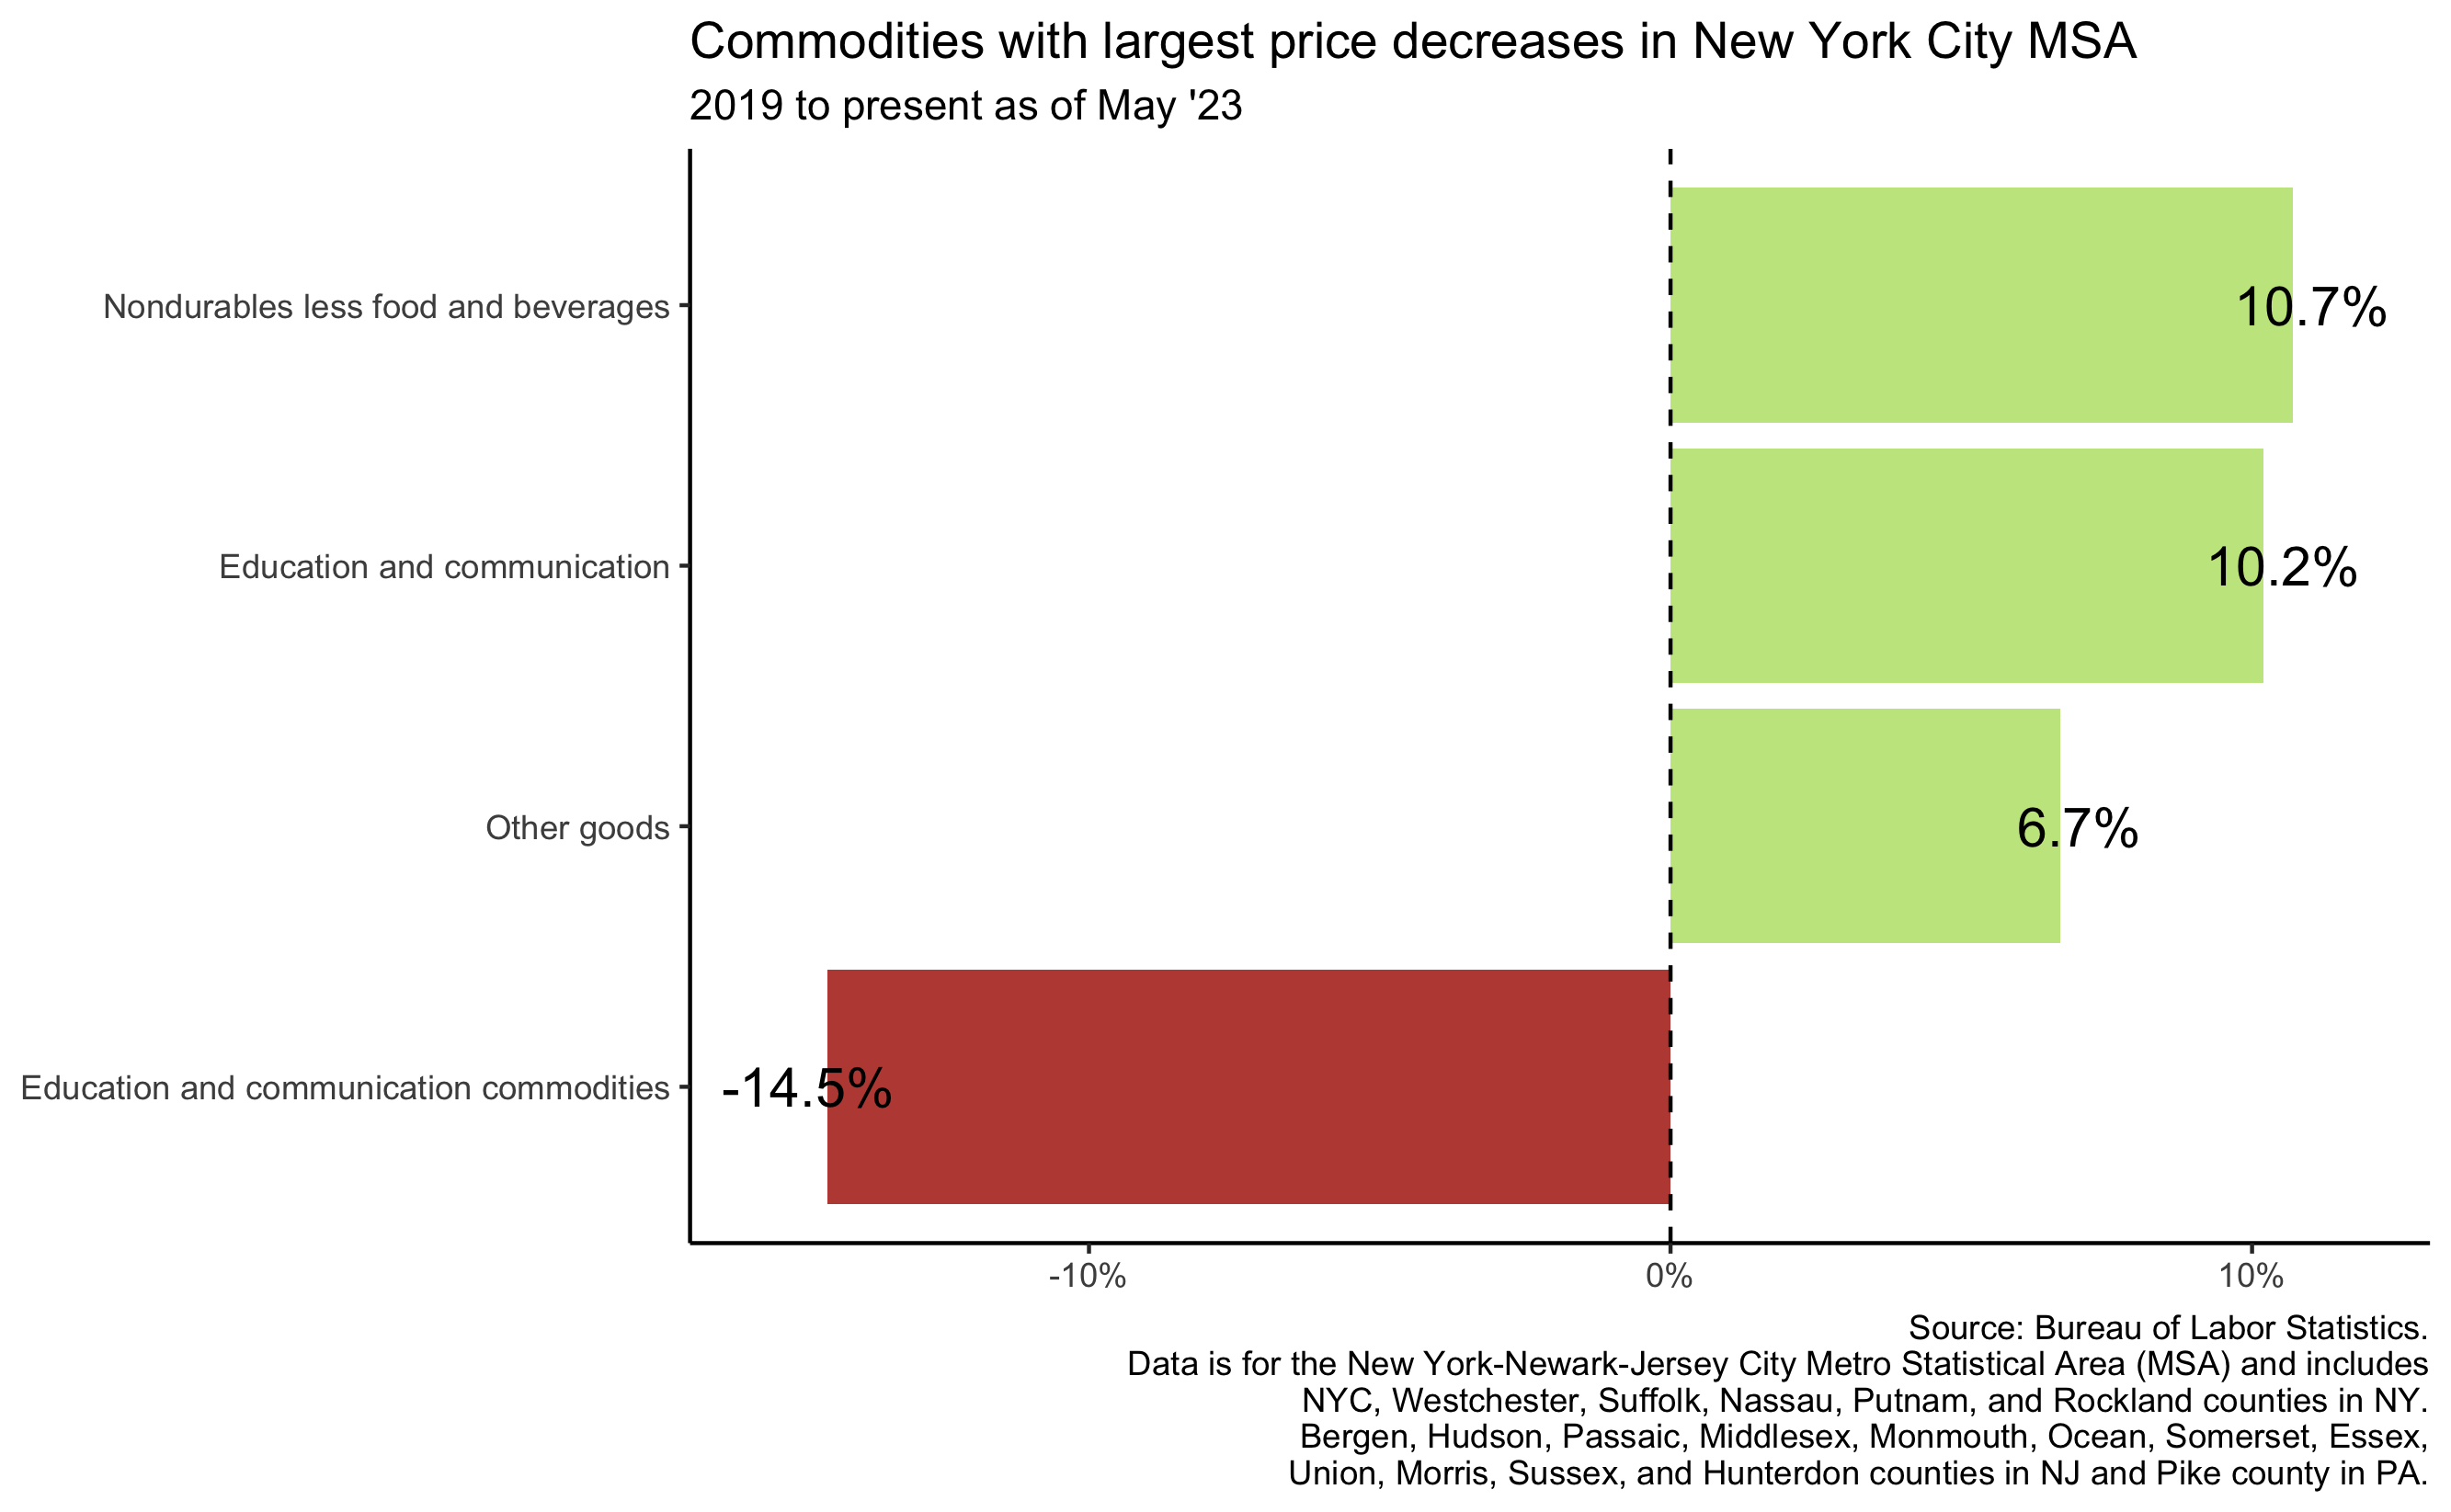 Commodities with largest price decreases in New York City MSA
2019 to present as of May '23
Nondurables less food and beverages
10.7%
Education and communication
10.2%
Other goods
6.7%
Education and communication commodities
-14.5%
-10%
0%
10%
Source: Bureau of Labor Statistics.
Data is for the New York-Newark-Jersey City Metro Statistical Area (MSA) and includes
NYC, Westchester, Suffolk, Nassau, Putnam, and Rockland counties in NY.
Bergen, Hudson, Passaic, Middlesex, Monmouth, Ocean, Somerset, Essex,
Union, Morris, Sussex, and Hunterdon counties in NJ and Pike county in PA.